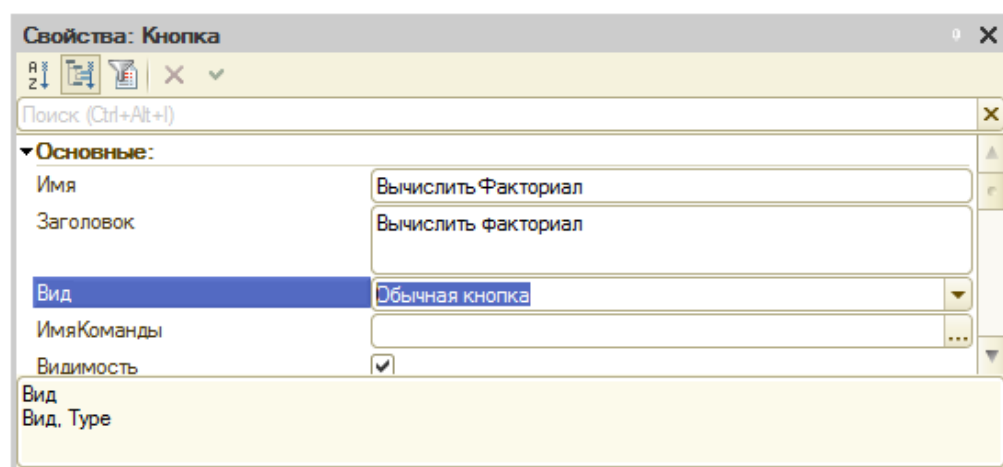 Свойства: Кнопка
Поиск (Ctrl+Alt+I)
Основные:
Имя ВычислитьФакториал
Заголовок Вычислить факториал
Вид Обычная кнопка
ИмяКоманды ...
Видимость
Вид
Вид, Type